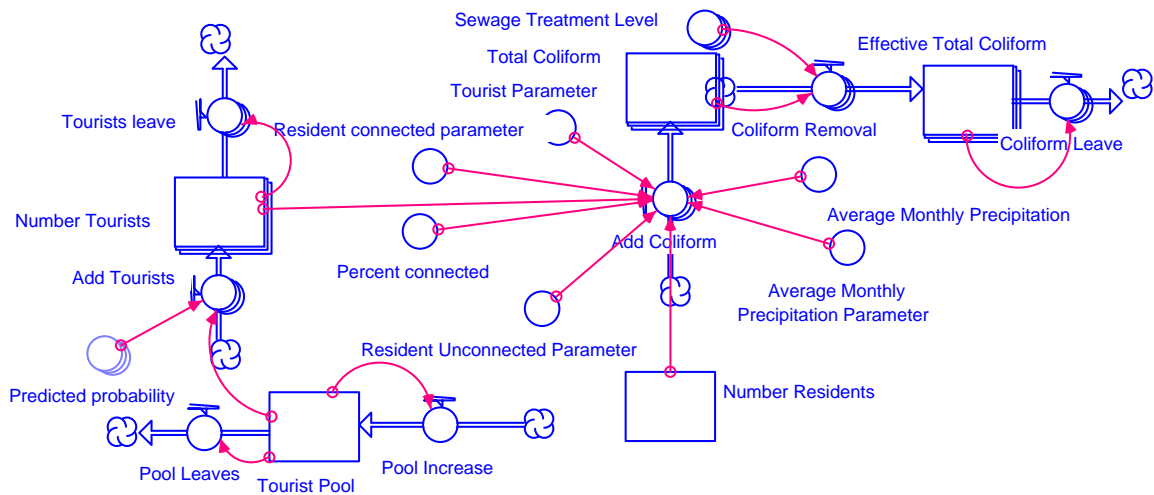 Sewage Treatment Level
Total Coliform
Effective Total Coliform
Tourist Parameter
Tourists leave
Resident connected parameter
Coliform Removal
Coliform Leave
Number Tourists
Average Monthly Precipitation
Add Coliform
Percent connected
Add Tourists
Average Monthly
Precipitation Parameter
Resident Unconnected Parameter
Predicted probability
Number Residents
Pool Leaves
Pool Increase
Tourist Pool